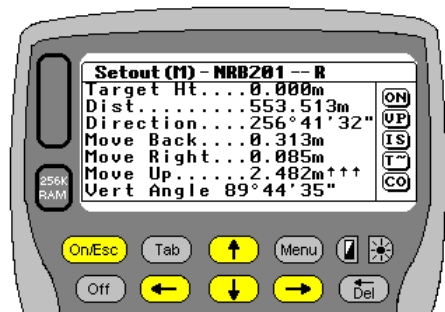 Setout (M) - NRB201 -- R
Target Ht....0.000m
Dist.........553.513m
Direction....256°41'32"
Move Back....0.313m
Move Right...0.085m
Move Up......2.482m↑↑↑
Vert Angle 89°44'35"
ON
VP
IS
T~
CO
256K
RAM
On/Esc
Tab
↑
Menu
Off
←
↓
→
Del